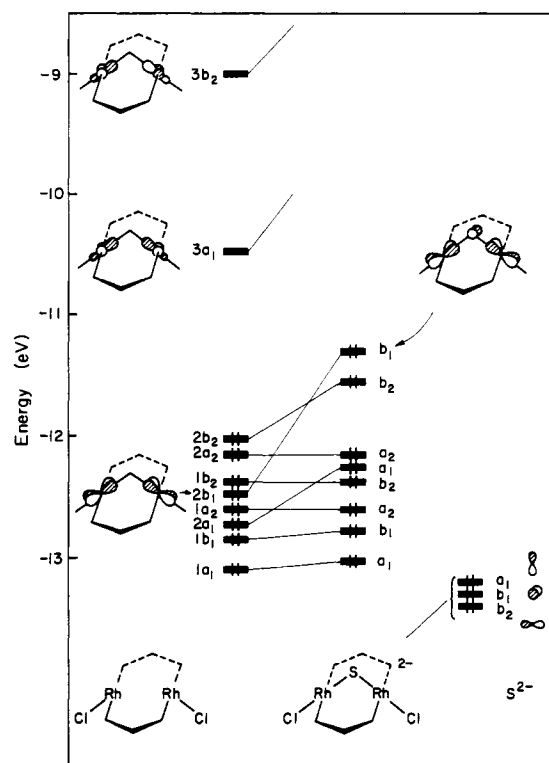 Energy (eV)
-9
-10
-11
-12
-13
3b₂
3a₁
2b₂
2a₂
1b₂
2b₁
1a₂
2a₁
1b₁
1a₁
b₁
b₂
a₂
a₁
b₂
a₂
b₁
a₁
a₁
b₁
b₂
Rh Rh
Cl Cl
2-
S
Rh Rh
Cl Cl
S²⁻